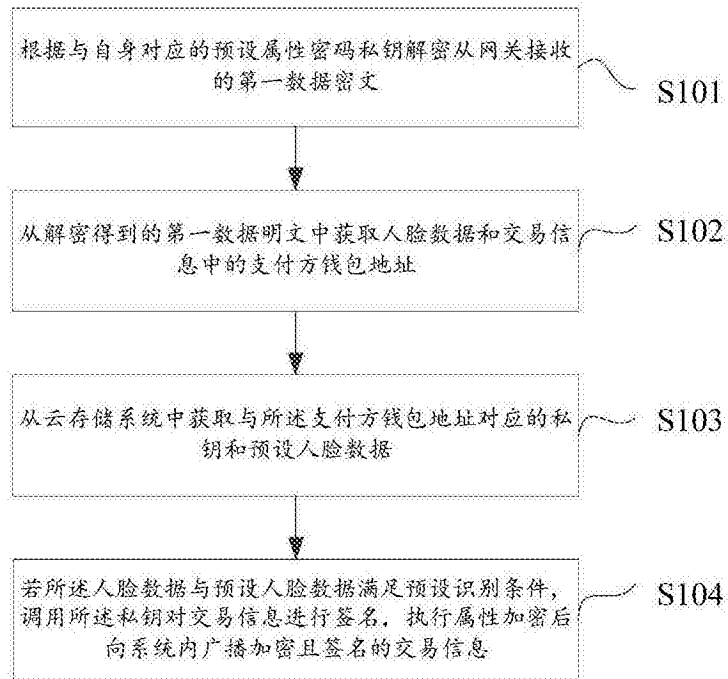 根据与自身对应的预设属性密码私钥解密从网关接收
的第一数据密文
S101
从解密得到的第一数据明文中获取人脸数据和交易信
息中的支付方钱包地址
S102
从云存储系统中获取与所述支付方钱包地址对应的私
钥和预设人脸数据
S103
若所述人脸数据与预设人脸数据满足预设识别条件，
调用所述私钥对交易信息进行签名，执行属性加密后
向系统内广播加密且签名的交易信息
S104